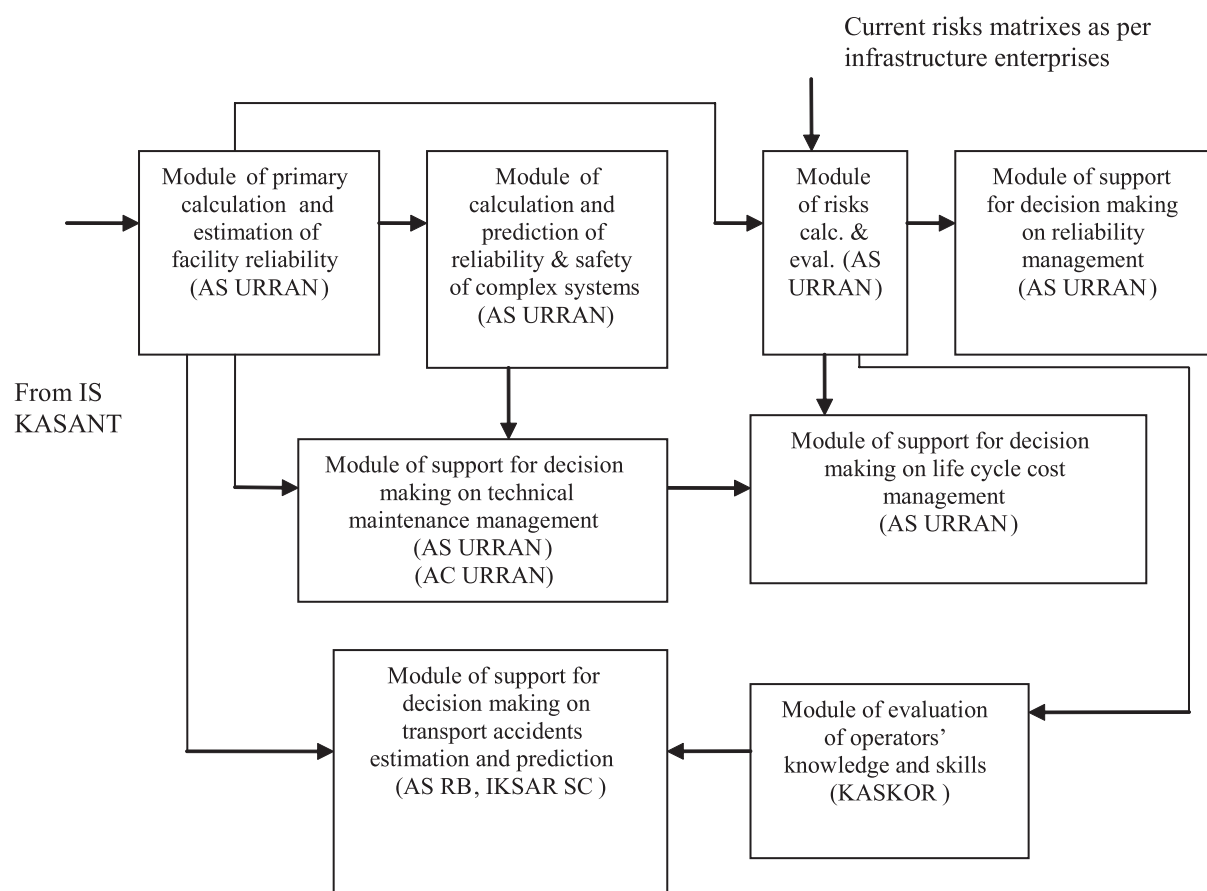 Current risks matrixes as per
infrastructure enterprises
Module of primary
calculation and
estimation of
facility reliability
(AS URRAN)
Module of
calculation and
prediction of
reliability & safety
of complex systems
(AS URRAN)
Module
of risks
calc. &
eval. (AS
URRAN)
Module of support
for decision making
on reliability
management
(AS URRAN)
From IS
KASANT
Module of support for decision
making on technical
maintenance management
(AS URRAN)
(AC URRAN)
Module of support for decision
making on life cycle cost
management
(AS URRAN)
Module of support for
decision making on
transport accidents
estimation and prediction
(AS RB, IKSAR SC)
Module of evaluation
of operators’
knowledge and skills
(KASKOR)